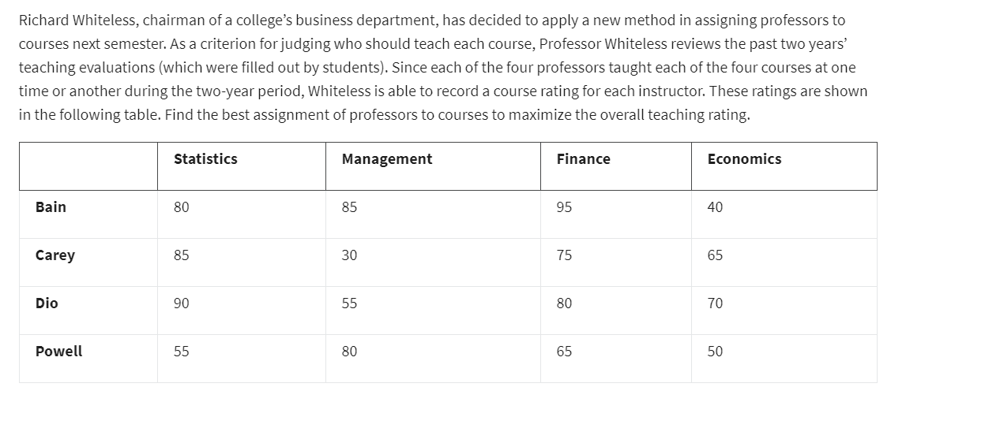 Richard Whiteless, chairman of a college’s business department, has decided to apply a new method in assigning professors to
courses next semester. As a criterion for judging who should teach each course, Professor Whiteless reviews the past two years’
teaching evaluations (which were filled out by students). Since each of the four professors taught each of the four courses at one
time or another during the two-year period, Whiteless is able to record a course rating for each instructor. These ratings are shown
in the following table. Find the best assignment of professors to courses to maximize the overall teaching rating.
Statistics Management Finance Economics
Bain 80 85 95 40
Carey 85 30 75 65
Dio 90 55 80 70
Powell 55 80 65 50